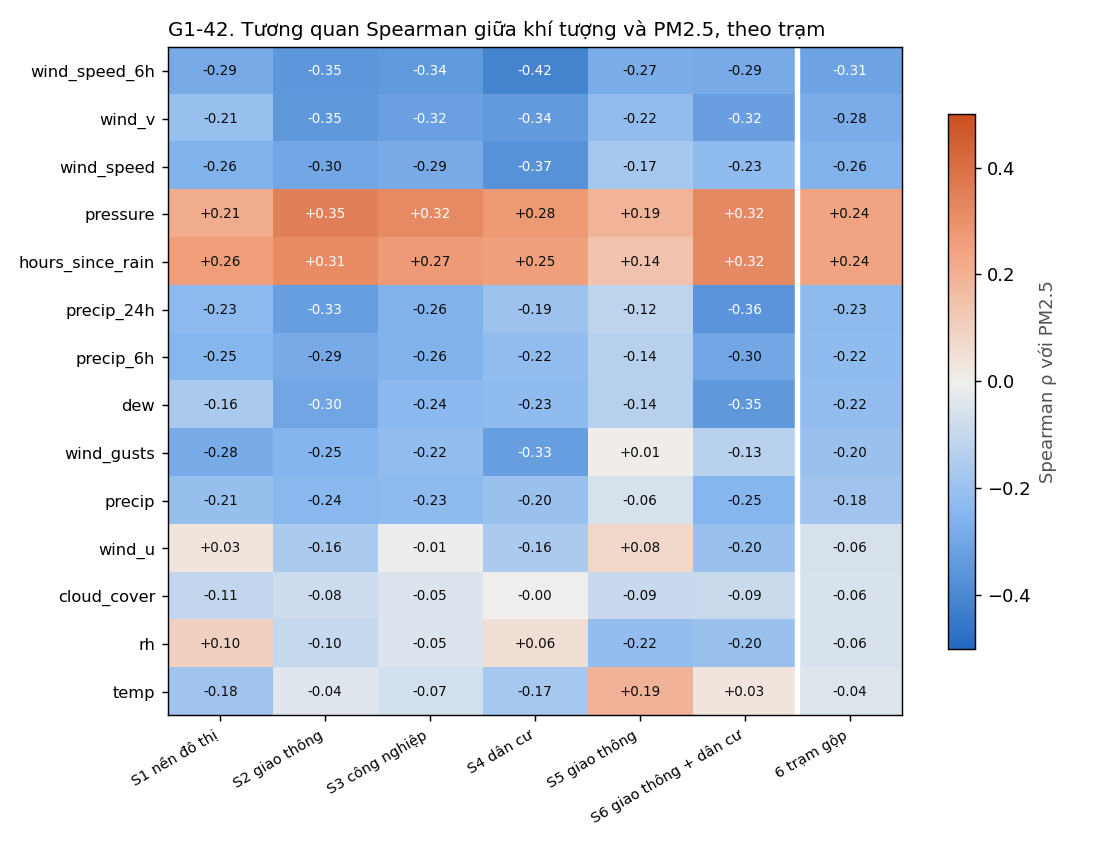 G1-42. Tương quan Spearman giữa khí tượng và PM2.5, theo trạm
wind_speed_6h -0.29 -0.35 -0.34 -0.42 -0.27 -0.29 -0.31
wind_v -0.21 -0.35 -0.32 -0.34 -0.22 -0.32 -0.28
wind_speed -0.26 -0.30 -0.29 -0.37 -0.17 -0.23 -0.26
pressure +0.21 +0.35 +0.32 +0.28 +0.19 +0.32 +0.24
hours_since_rain +0.26 +0.31 +0.27 +0.25 +0.14 +0.32 +0.24
precip_24h -0.23 -0.33 -0.26 -0.19 -0.12 -0.36 -0.23
precip_6h -0.25 -0.29 -0.26 -0.22 -0.14 -0.30 -0.22
dew -0.16 -0.30 -0.24 -0.23 -0.14 -0.35 -0.22
wind_gusts -0.28 -0.25 -0.22 -0.33 +0.01 -0.13 -0.20
precip -0.21 -0.24 -0.23 -0.20 -0.06 -0.25 -0.18
wind_u +0.03 -0.16 -0.01 -0.16 +0.08 -0.20 -0.06
cloud_cover -0.11 -0.08 -0.05 -0.00 -0.09 -0.09 -0.06
rh +0.10 -0.10 -0.05 +0.06 -0.22 -0.20 -0.06
temp -0.18 -0.04 -0.07 -0.17 +0.19 +0.03 -0.04
S1 nền đô thị
S2 giao thông
S3 công nghiệp
S4 dân cư
S5 giao thông
S6 giao thông + dân cư
6 trạm gộp
0.4
0.2
0.0
−0.2
−0.4
Spearman ρ với PM2.5